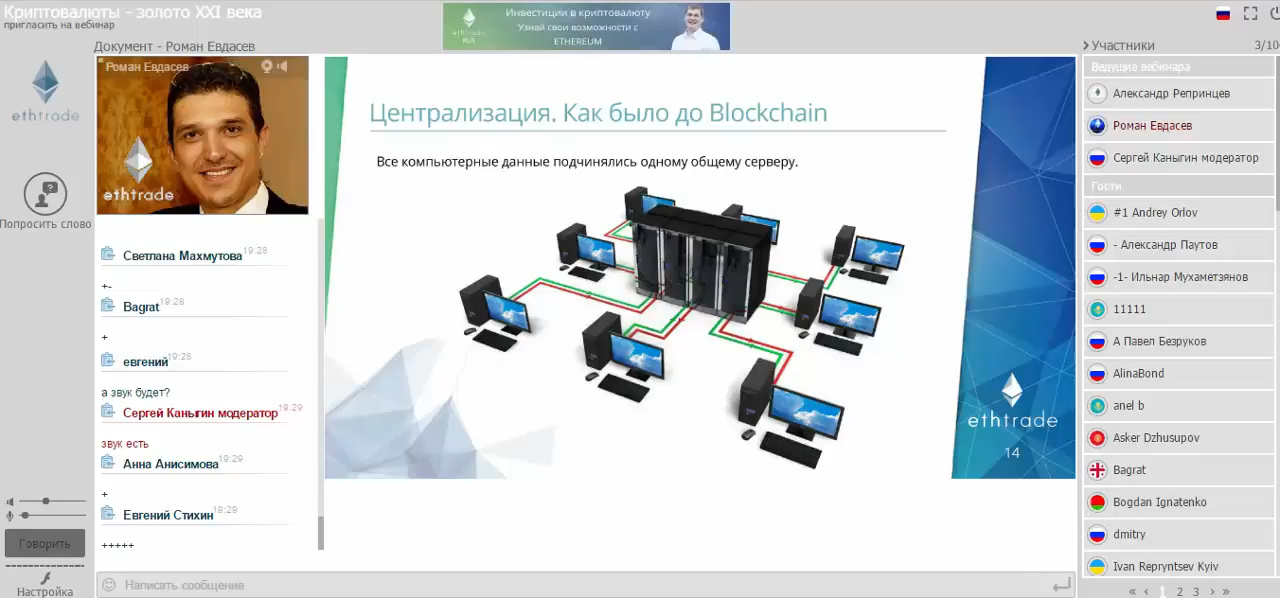 Криптовалюты - золото XXI века
пригласить на вебинар
Инвестиции в криптовалюту
Узнай свои возможности с
ETHEREUM
ethtrade
Документ - Роман Евдасев
Участники
ethtrade
Попросить слово
Говорить
Настройка
Роман Евдасев
ethtrade
Светлана Махмутова 19:28
+-
Bagrat 19:28
+
евгений 19:28
а звук будет?
Сергей Каныгин модератор 19:29
звук есть
Анна Анисимова 19:29
+
Евгений Стихин 19:29
+++++
Написать сообщение
Централизация. Как было до Blockchain
Все компьютерные данные подчинялись одному общему серверу.
ethtrade
14
Ведущие вебинара
Александр Репринцев
Роман Евдасев
Сергей Каныгин модератор
Гости
#1 Andrey Orlov
- Александр Паутов
-1- Ильнар Мухаметзянов
11111
А Павел Безруков
AlinaBond
anel b
Asker Dzhusupov
Bagrat
Bogdan Ignatenko
dmitry
Ivan Repryntsev Kyiv
« ‹ 1 2 3 › »